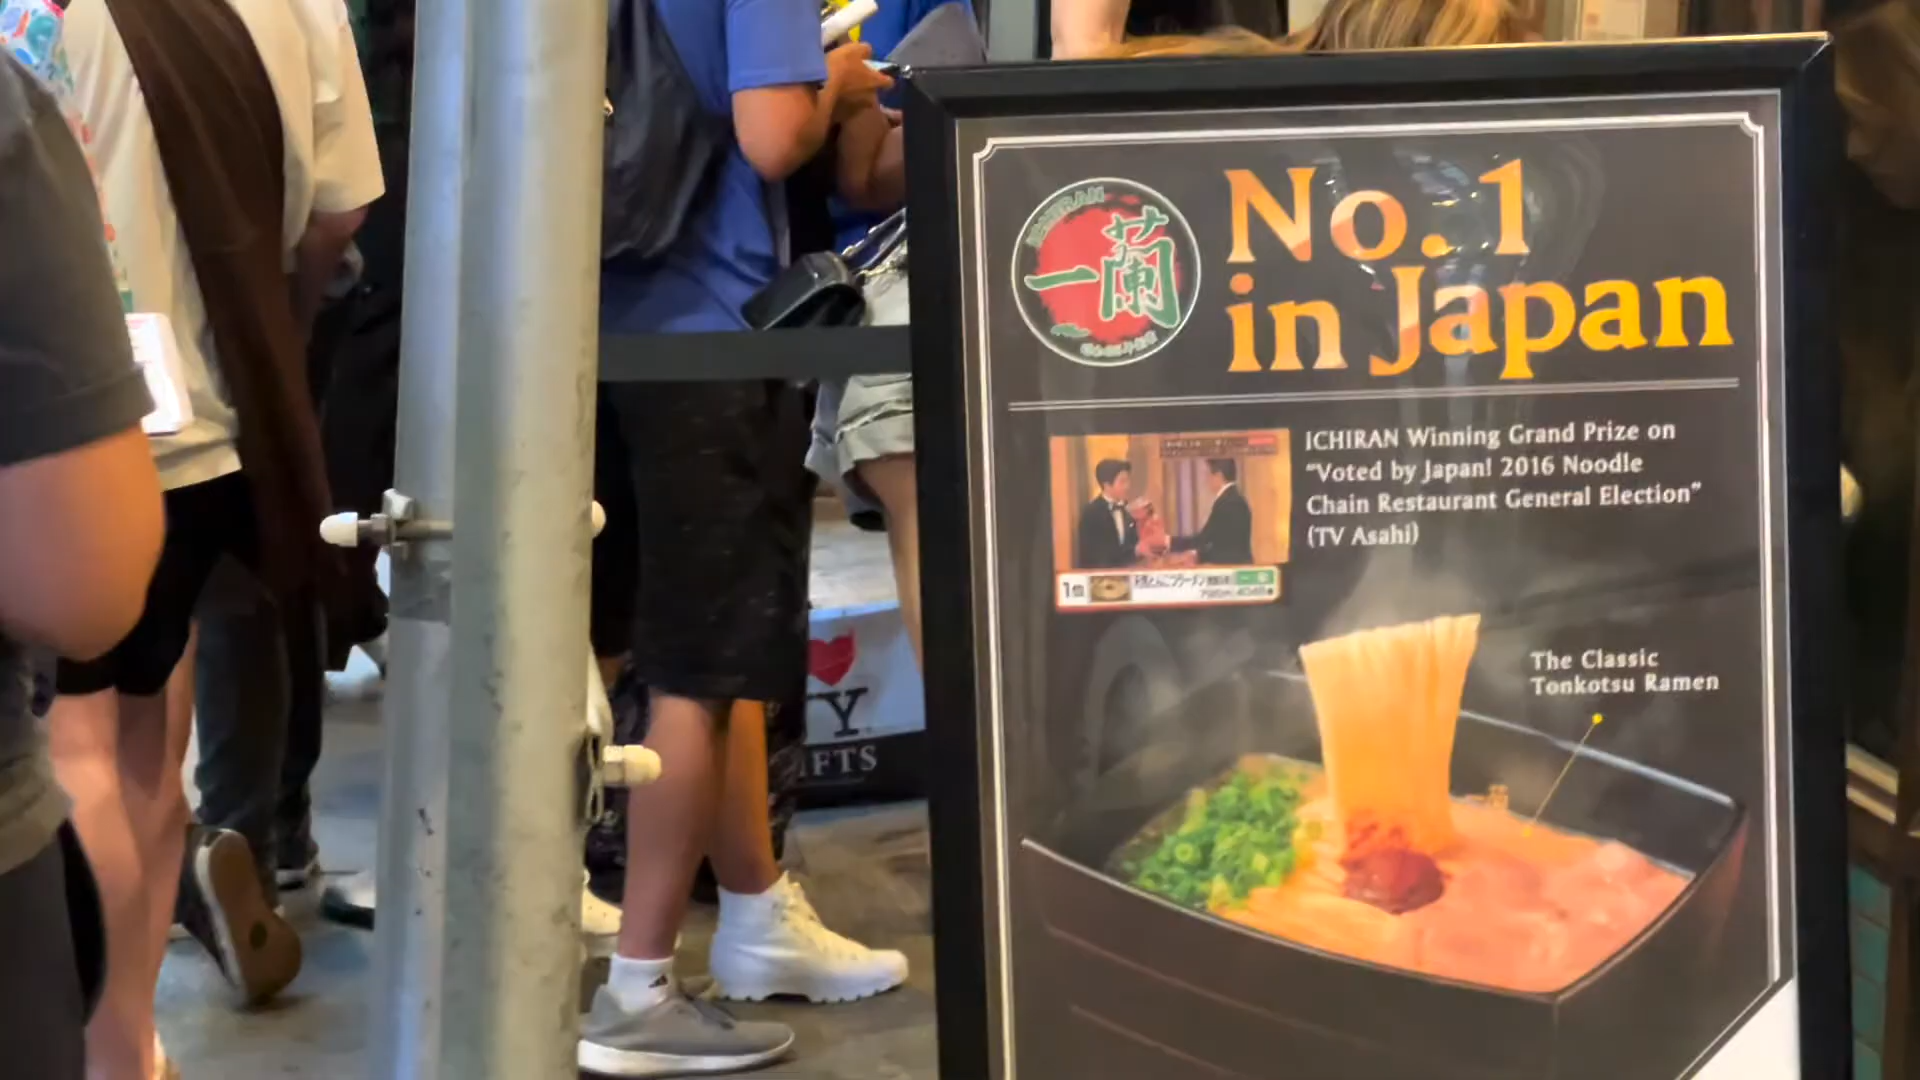 ICHIRAN
一蘭
No. 1
in Japan
ICHIRAN Winning Grand Prize on
“Voted by Japan! 2016 Noodle
Chain Restaurant General Election”
(TV Asahi)
1位
The Classic
Tonkotsu Ramen
Y
IFTS